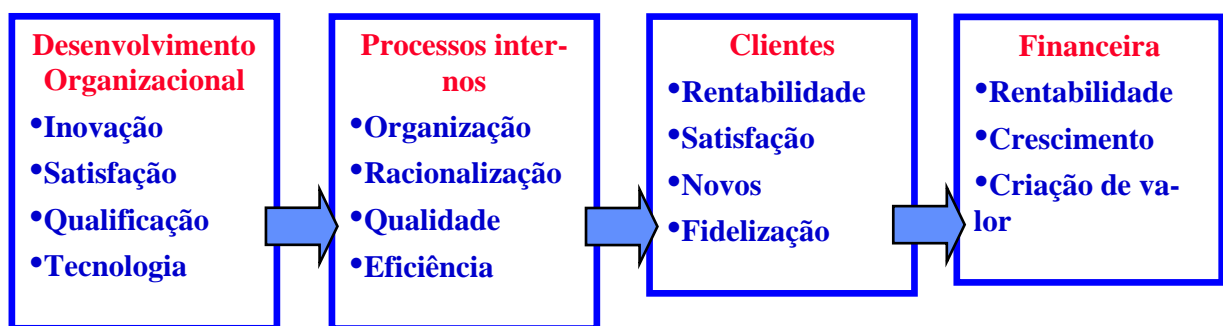 Desenvolvimento
Organizacional
•Inovação
•Satisfação
•Qualificação
•Tecnologia
Processos inter-
nos
•Organização
•Racionalização
•Qualidade
•Eficiência
Clientes
•Rentabilidade
•Satisfação
•Novos
•Fidelização
Financeira
•Rentabilidade
•Crescimento
•Criação de va-
lor